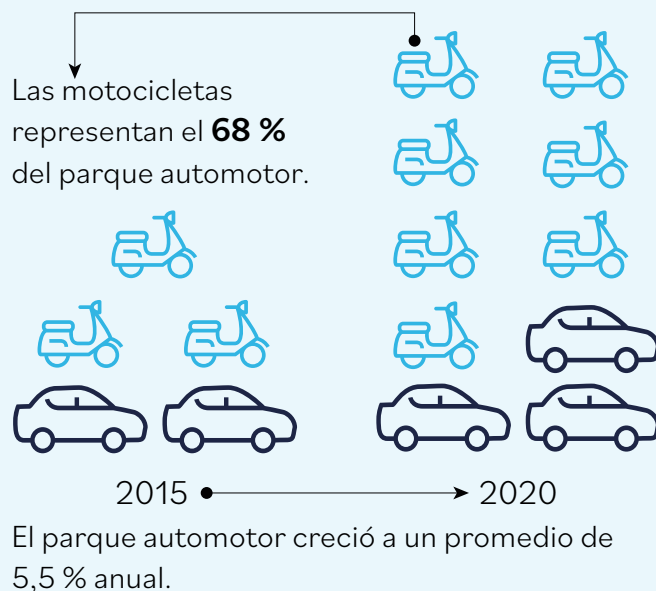 Las motocicletas
representan el 68 %
del parque automotor.
2015
2020
El parque automotor creció a un promedio de
5,5 % anual.